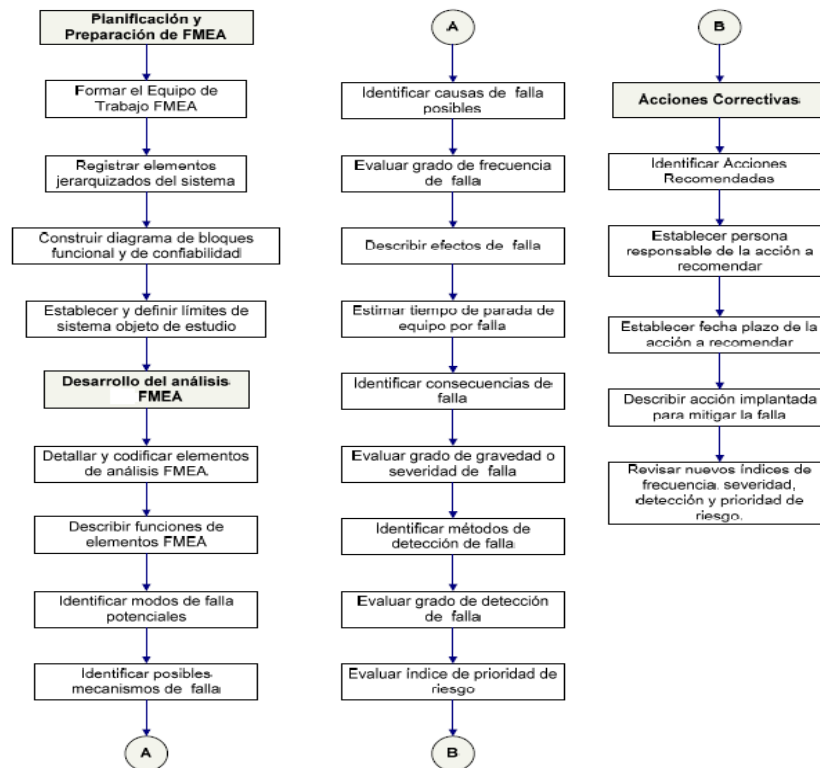 Planificación y
Preparación de FMEA
Formar el Equipo de
Trabajo FMEA
Registrar elementos
jerarquizados del sistema
Construir diagrama de bloques
funcional y de confiabilidad
Establecer y definir límites de
sistema objeto de estudio
Desarrollo del análisis
FMEA
Detallar y codificar elementos
de análisis FMEA.
Describir funciones de
elementos FMEA
Identificar modos de falla
potenciales
Identificar posibles
mecanismos de falla
A
A
Identificar causas de falla
posibles
Evaluar grado de frecuencia
de falla
Describir efectos de falla
Estimar tiempo de parada de
equipo por falla
Identificar consecuencias de
falla
Evaluar grado de gravedad o
severidad de falla
Identificar métodos de
detección de falla
Evaluar grado de detección
de falla
Evaluar índice de prioridad de
riesgo
B
B
Acciones Correctivas
Identificar Acciones
Recomendadas
Establecer persona
responsable de la acción a
recomendar
Establecer fecha plazo de la
acción a recomendar
Describir acción implantada
para mitigar la falla
Revisar nuevos índices de
frecuencia, severidad,
detección y prioridad de
riesgo.